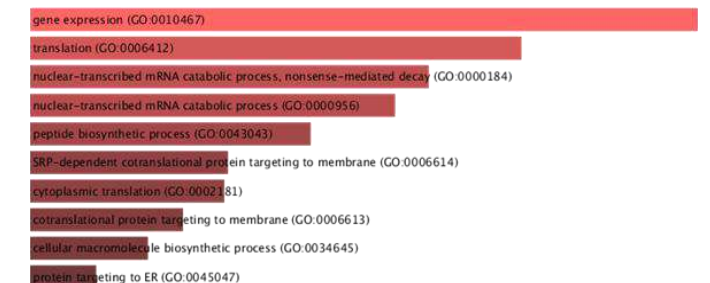 gene expression (GO:0010467)
translation (GO:0006412)
nuclear-transcribed mRNA catabolic process, nonsense-mediated decay (GO:0000184)
nuclear-transcribed mRNA catabolic process (GO:0000956)
peptide biosynthetic process (GO:0043043)
SRP-dependent cotranslational protein targeting to membrane (GO:0006614)
cytoplasmic translation (GO:0002181)
cotranslational protein targeting to membrane (GO:0006613)
cellular macromolecule biosynthetic process (GO:0034645)
protein targeting to ER (GO:0045047)